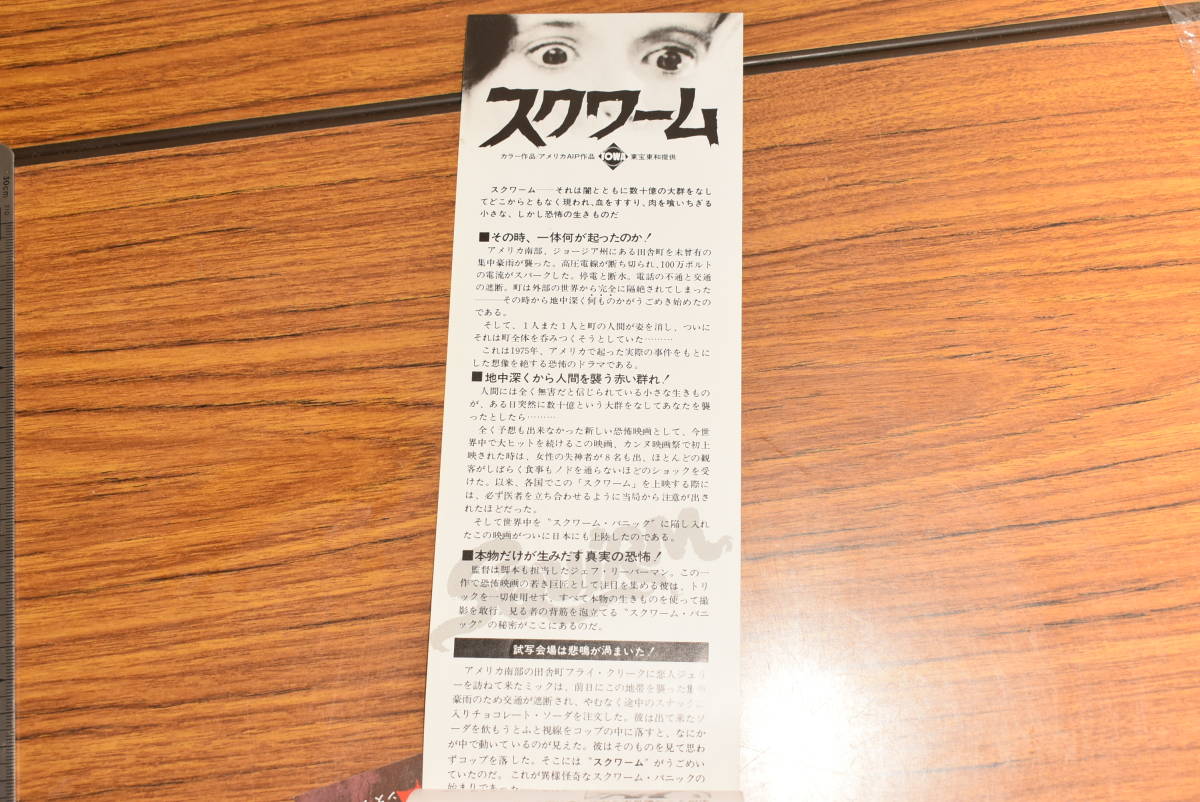 スクワーム
カラー作品/アメリカAIP作品 TOWA 東宝東和提供
スクワーム――それは闇とともに数十億の大群をなし
てどこからともなく現われ、血をすすり、肉を喰いちぎる
小さな、しかし恐怖の生きものだ
■その時、一体何が起ったのか!
アメリカ南部、ジョージア州にある田舎町を未曾有の
集中豪雨が襲った。高圧電線が断ち切られ、100万ボルト
の電流がスパークした。停電と断水。電話の不通と交通
の遮断。町は外部の世界から完全に隔絶されてしまった
――その時から地中深く何ものかがうごめき始めたの
である。
そして、1人また1人と町の人間が姿を消し、ついに
それは町全体を呑みつくそうとしていた………
これは1975年、アメリカで起った実際の事件をもとに
した想像を絶する恐怖のドラマである。
■地中深くから人間を襲う赤い群れ!
人間には全く無害だと信じられている小さな生きもの
が、ある日突然に数十億という大群をなしてあなたを襲
ったとしたら………
全く予想も出来なかった新しい恐怖映画として、今世
界中で大ヒットを続けるこの映画、カンヌ映画祭で初上
映された時は、女性の失神者が8名も出、ほとんどの観
客がしばらく食事もノドを通らないほどのショックを受
けた。以来、各国でこの「スクワーム」を上映する際に
は、必ず医者を立ち合わせるように当局から注意が出さ
れたほどだった。
そして世界中を〝スクワーム・パニック〟に陥し入れ
たこの映画がついに日本にも上陸したのである。
■本物だけが生みだす真実の恐怖!
監督は脚本も担当したジェフ・リーバーマン。この一
作で恐怖映画の若き巨匠として注目を集める彼は、トリ
ックを一切使用せず、すべて本物の生きものを使って撮
影を敢行。見る者の背筋を泡立てる〝スクワーム・パニ
ック〟の秘密がここにあるのだ。
試写会場は悲鳴が渦まいた!
アメリカ南部の田舎町フライ・クリークに恋人ジェリ
ーを訪ねて来たミックは、前日にこの地帯を襲った集中
豪雨のため交通が遮断され、やむなく途中のスナックに
入りチョコレート・ソーダを注文した。彼は出て来たソ
ーダを飲もうとふと視線をコップの中に落すと、なにか
が中で動いているのが見えた。彼はそのものを見て思わ
ずコップを落した。そこには〝スクワーム〟がうごめい
ていたのだ。これが異様怪奇なスクワーム・パニックの
始まりであった
10cm